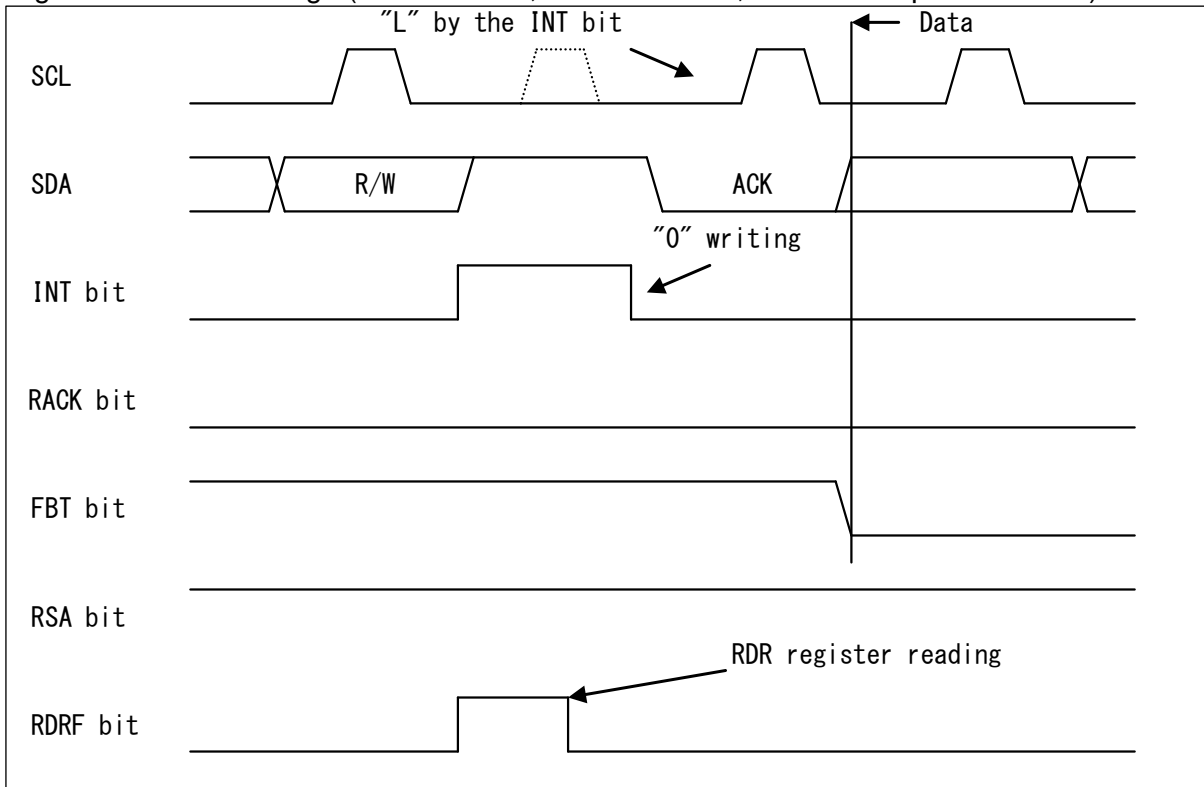 "L" by the INT bit
Data
SCL
SDA
R/W
ACK
"0" writing
INT bit
RACK bit
FBT bit
RSA bit
RDR register reading
RDRF bit